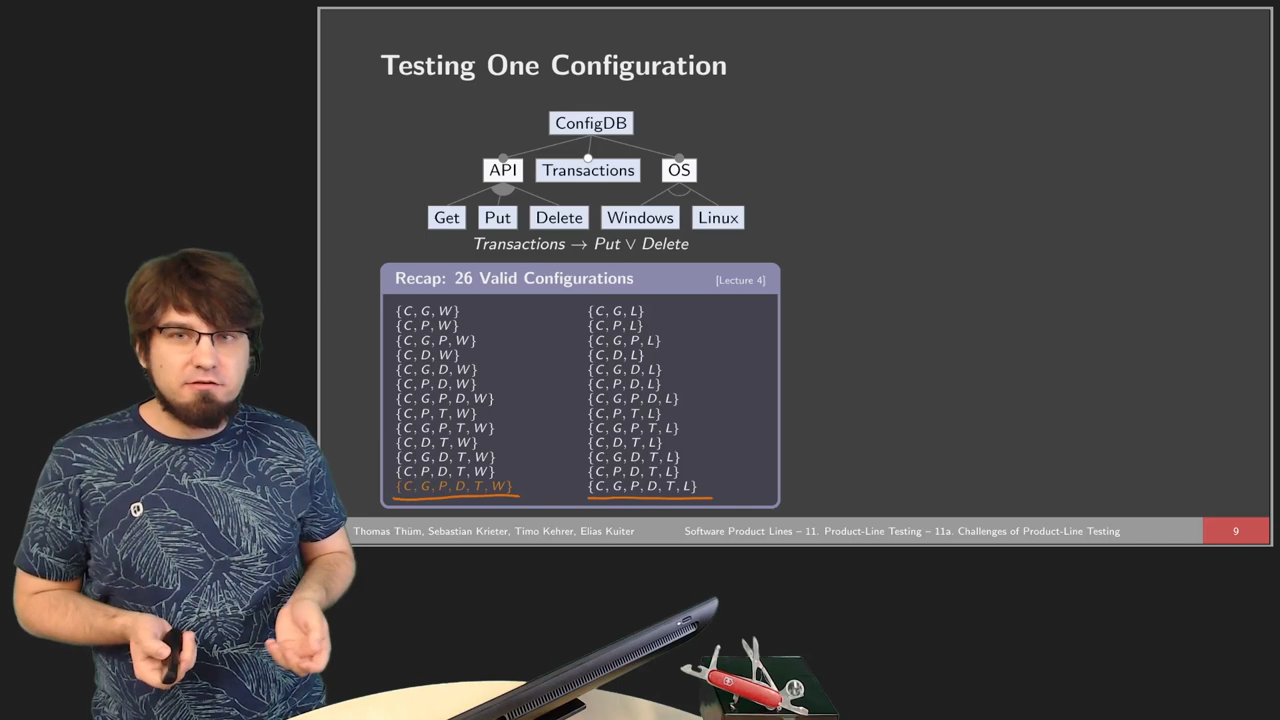 Testing One Configuration
ConfigDB
API Transactions OS
Get Put Delete Windows Linux
Transactions → Put ∨ Delete
Recap: 26 Valid Configurations [Lecture 4]
{C, G, W} {C, G, L}
{C, P, W} {C, P, L}
{C, G, P, W} {C, G, P, L}
{C, D, W} {C, D, L}
{C, G, D, W} {C, G, D, L}
{C, P, D, W} {C, P, D, L}
{C, G, P, D, W} {C, G, P, D, L}
{C, P, T, W} {C, P, T, L}
{C, G, P, T, W} {C, G, P, T, L}
{C, D, T, W} {C, D, T, L}
{C, G, D, T, W} {C, G, D, T, L}
{C, P, D, T, W} {C, P, D, T, L}
{C, G, P, D, T, W} {C, G, P, D, T, L}
Thomas Thüm, Sebastian Krieter, Timo Kehrer, Elias Kuiter Software Product Lines – 11. Product-Line Testing – 11a. Challenges of Product-Line Testing 9